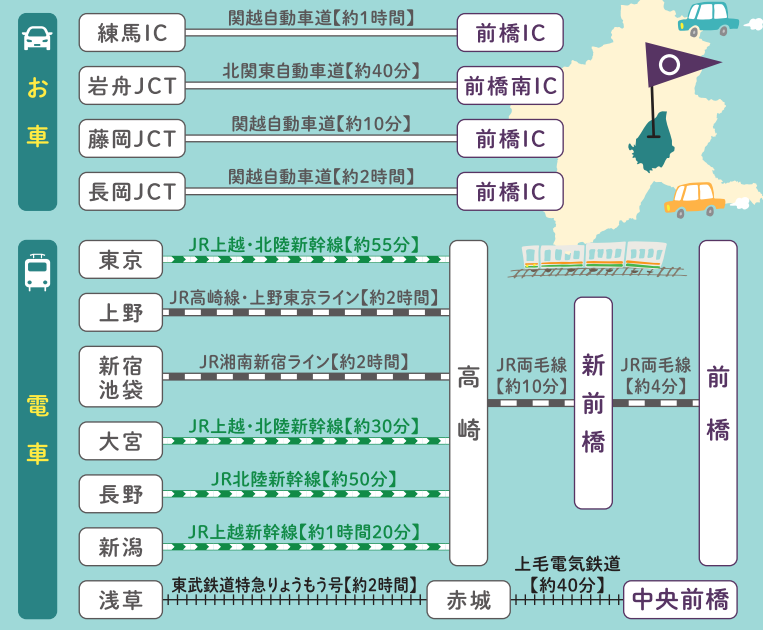 お車
練馬IC
関越自動車道【約1時間】
前橋IC
岩舟JCT
北関東自動車道【約40分】
前橋南IC
藤岡JCT
関越自動車道【約10分】
前橋IC
長岡JCT
関越自動車道【約2時間】
前橋IC
電車
東京
JR上越・北陸新幹線【約55分】
上野
JR高崎線・上野東京ライン【約2時間】
新宿
池袋
JR湘南新宿ライン【約2時間】
大宮
JR上越・北陸新幹線【約30分】
長野
JR北陸新幹線【約50分】
新潟
JR上越新幹線【約1時間20分】
高崎
JR両毛線
【約10分】
新前橋
JR両毛線
【約4分】
前橋
浅草
東武鉄道特急りょうもう号【約2時間】
赤城
上毛電気鉄道
【約40分】
中央前橋